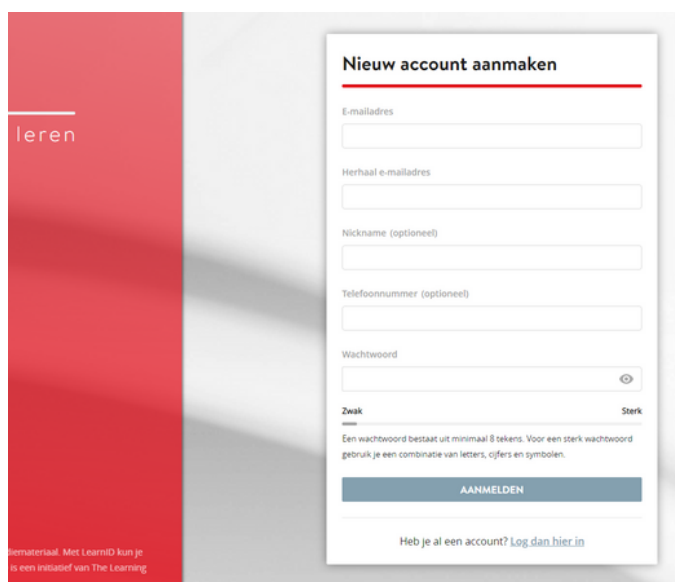 leren
diemateriaal. Met LearnID kun je
is een initiatief van The Learning
Nieuw account aanmaken
E-mailadres
Herhaal e-mailadres
Nickname (optioneel)
Telefoonnummer (optioneel)
Wachtwoord
Zwak Sterk
Een wachtwoord bestaat uit minimaal 8 tekens. Voor een sterk wachtwoord
gebruik je een combinatie van letters, cijfers en symbolen.
AANMELDEN
Heb je al een account? Log dan hier in